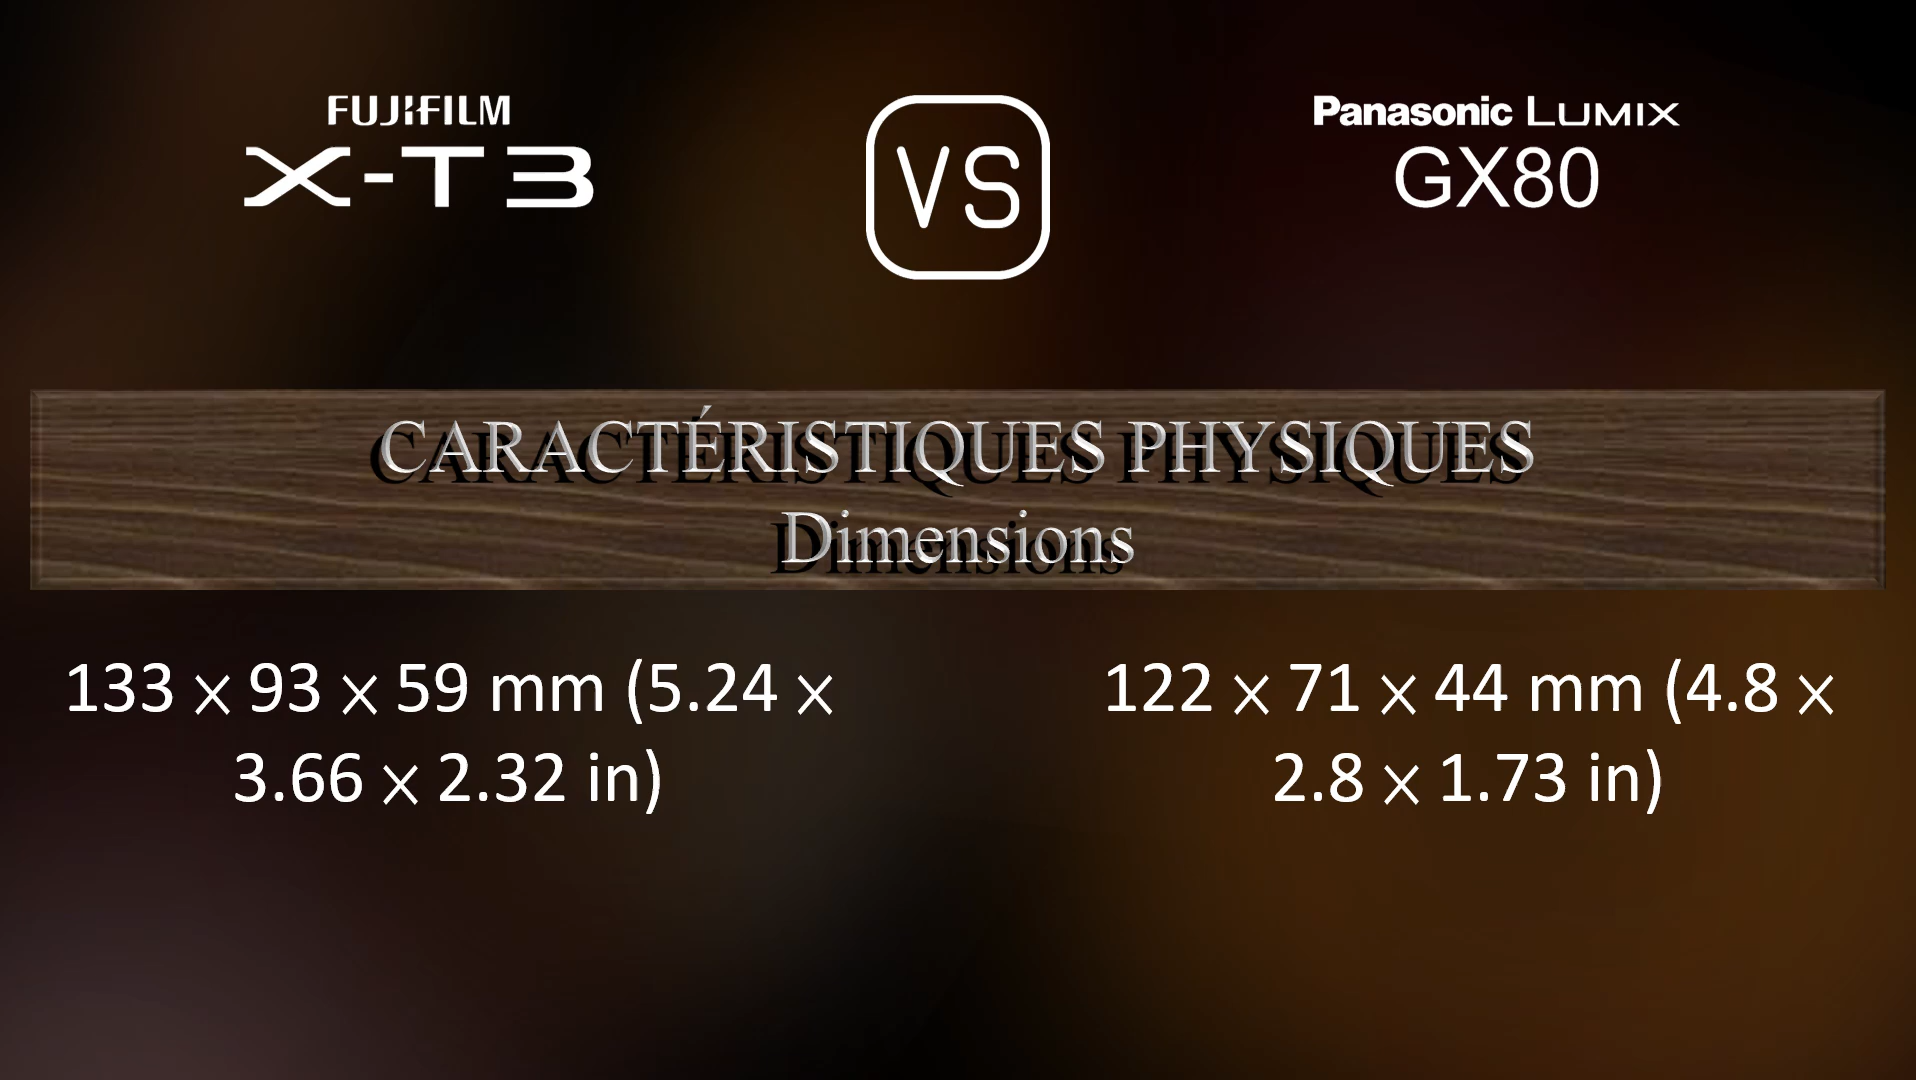 FUJIFILM
X-T3
VS
Panasonic LUMIX
GX80
CARACTÉRISTIQUES PHYSIQUES
Dimensions
133 x 93 x 59 mm (5.24 x
3.66 x 2.32 in)
122 x 71 x 44 mm (4.8 x
2.8 x 1.73 in)